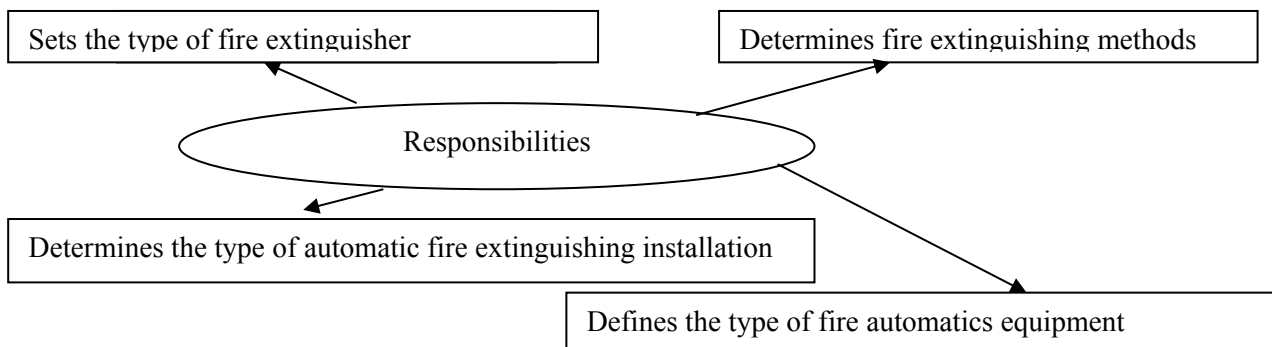 Sets the type of fire extinguisher
Determines fire extinguishing methods
Responsibilities
Determines the type of automatic fire extinguishing installation
Defines the type of fire automatics equipment